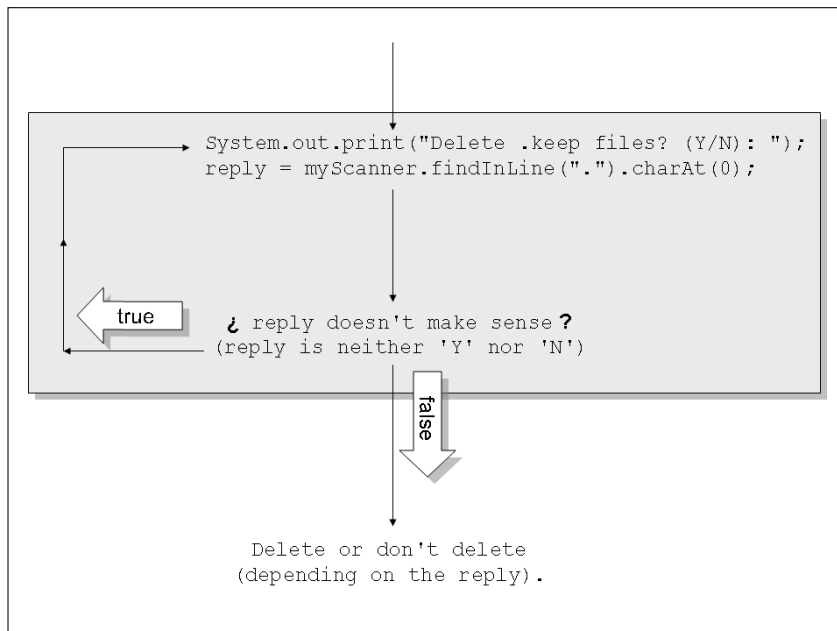 System.out.print("Delete .keep files? (Y/N): ");
reply = myScanner.findInLine(".").charAt(0);
true
¿ reply doesn't make sense ?
(reply is neither 'Y' nor 'N')
false
Delete or don't delete
(depending on the reply).